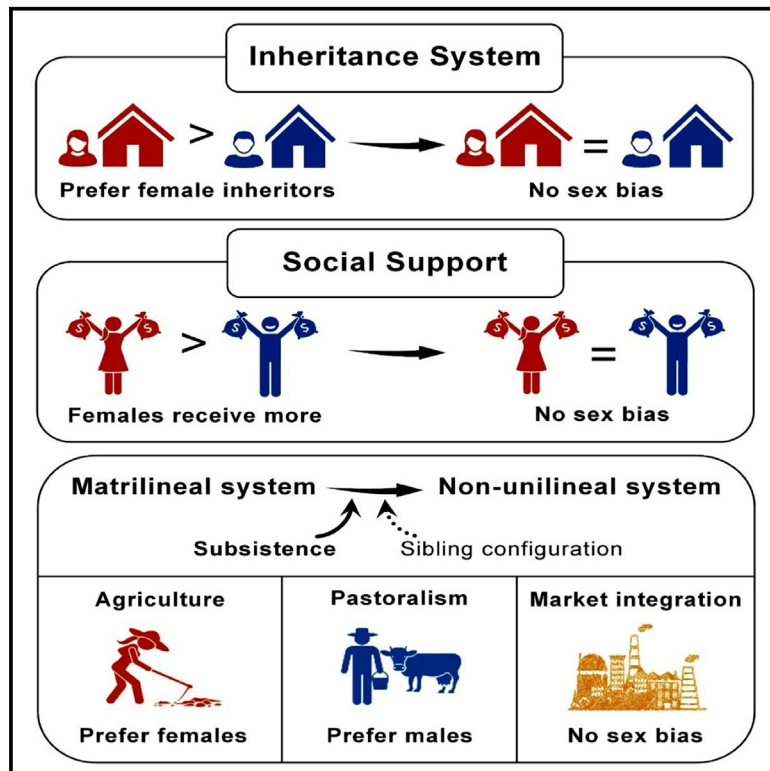 Inheritance System
>
=
Prefer female inheritors
No sex bias
Social Support
S S
>
S S
=
Females receive more
No sex bias
Matrilineal system
Non-unilineal system
Subsistence
Sibling configuration
Agriculture
Pastoralism
Market integration
Prefer females
Prefer males
No sex bias